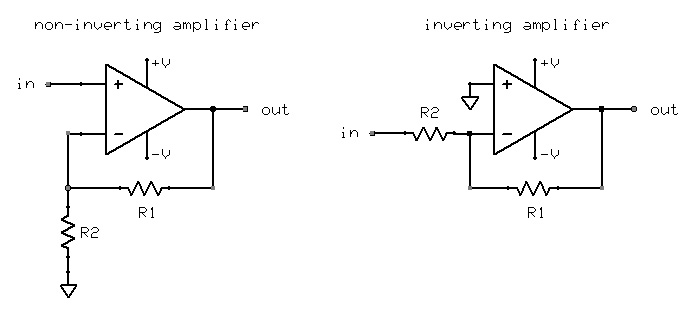 non-inverting amplifier
+V
in
+
out
−
−V
R1
R2
inverting amplifier
+V
+
out
R2
in
−
−V
R1